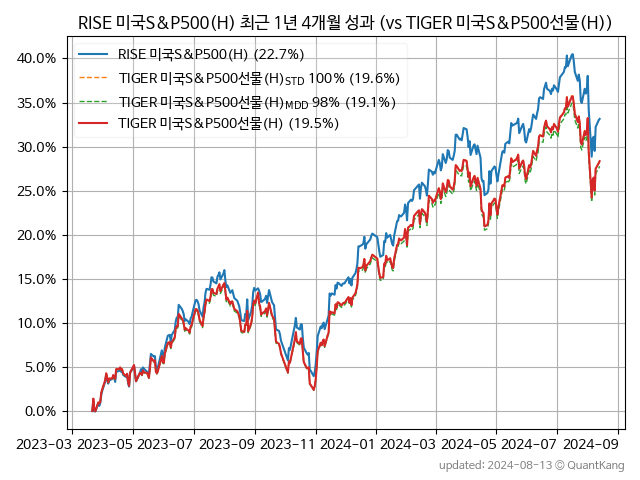 RISE 미국S&P500(H) 최근 1년 4개월 성과 (vs TIGER 미국S&P500선물(H))
RISE 미국S&P500(H) (22.7%)
TIGER 미국S&P500선물(H)STD 100% (19.6%)
TIGER 미국S&P500선물(H)MDD 98% (19.1%)
TIGER 미국S&P500선물(H) (19.5%)
40.0%
35.0%
30.0%
25.0%
20.0%
15.0%
10.0%
5.0%
0.0%
2023-03 2023-05 2023-07 2023-09 2023-11 2024-01 2024-03 2024-05 2024-07 2024-09
updated: 2024-08-13 © QuantKang